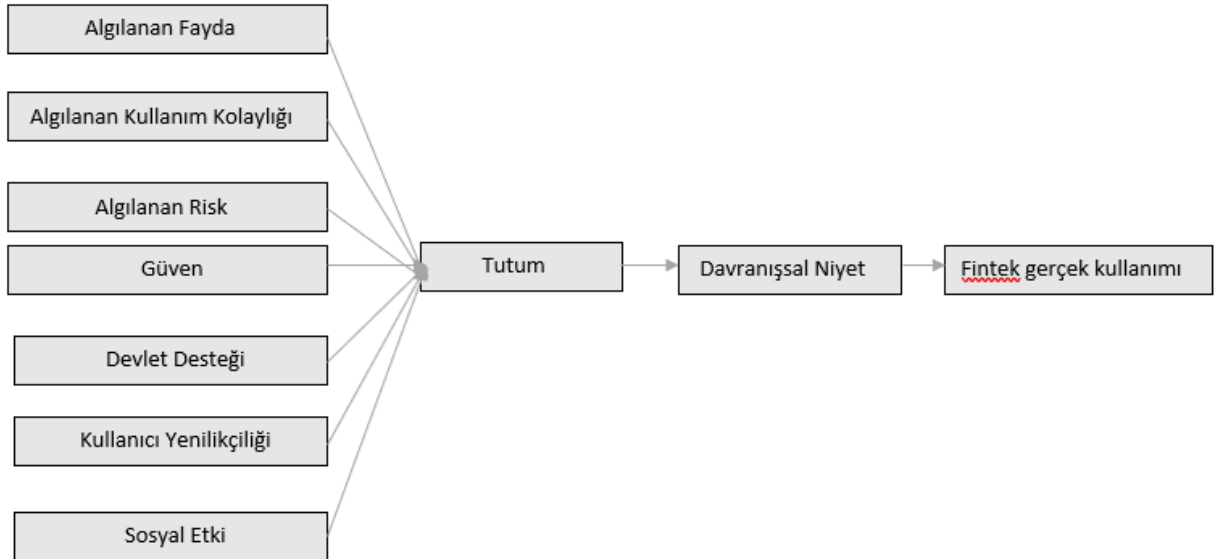 Algılanan Fayda
Algılanan Kullanım Kolaylığı
Algılanan Risk
Güven
Devlet Desteği
Kullanıcı Yenilikçiliği
Sosyal Etki
Tutum
Davranışsal Niyet
Fintek gerçek kullanımı